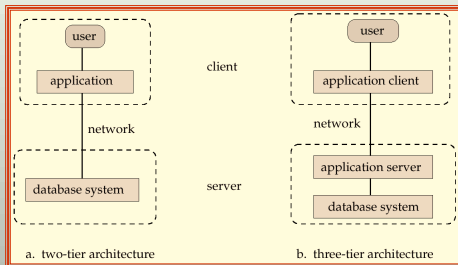 user
application
network
database system
a. two-tier architecture
client
server
user
application client
network
application server
database system
b. three-tier architecture